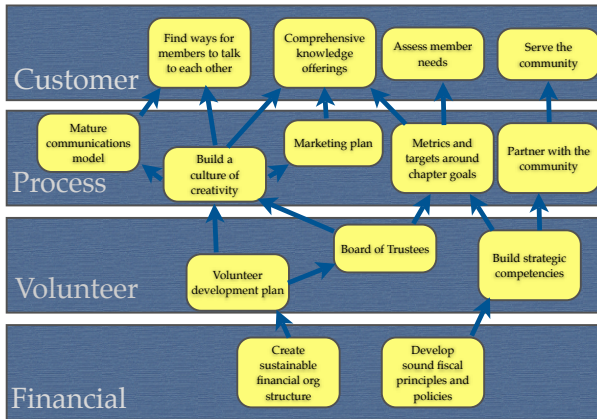 Find ways for
members to talk
to each other
Comprehensive
knowledge
offerings
Assess member
needs
Serve the
community
Customer
Mature
communications
model
Build a
culture of
creativity
Marketing plan
Metrics and
targets around
chapter goals
Partner with the
community
Process
Volunteer
development plan
Board of Trustees
Build strategic
competencies
Volunteer
Create
sustainable
financial org
structure
Develop
sound fiscal
principles and
policies
Financial